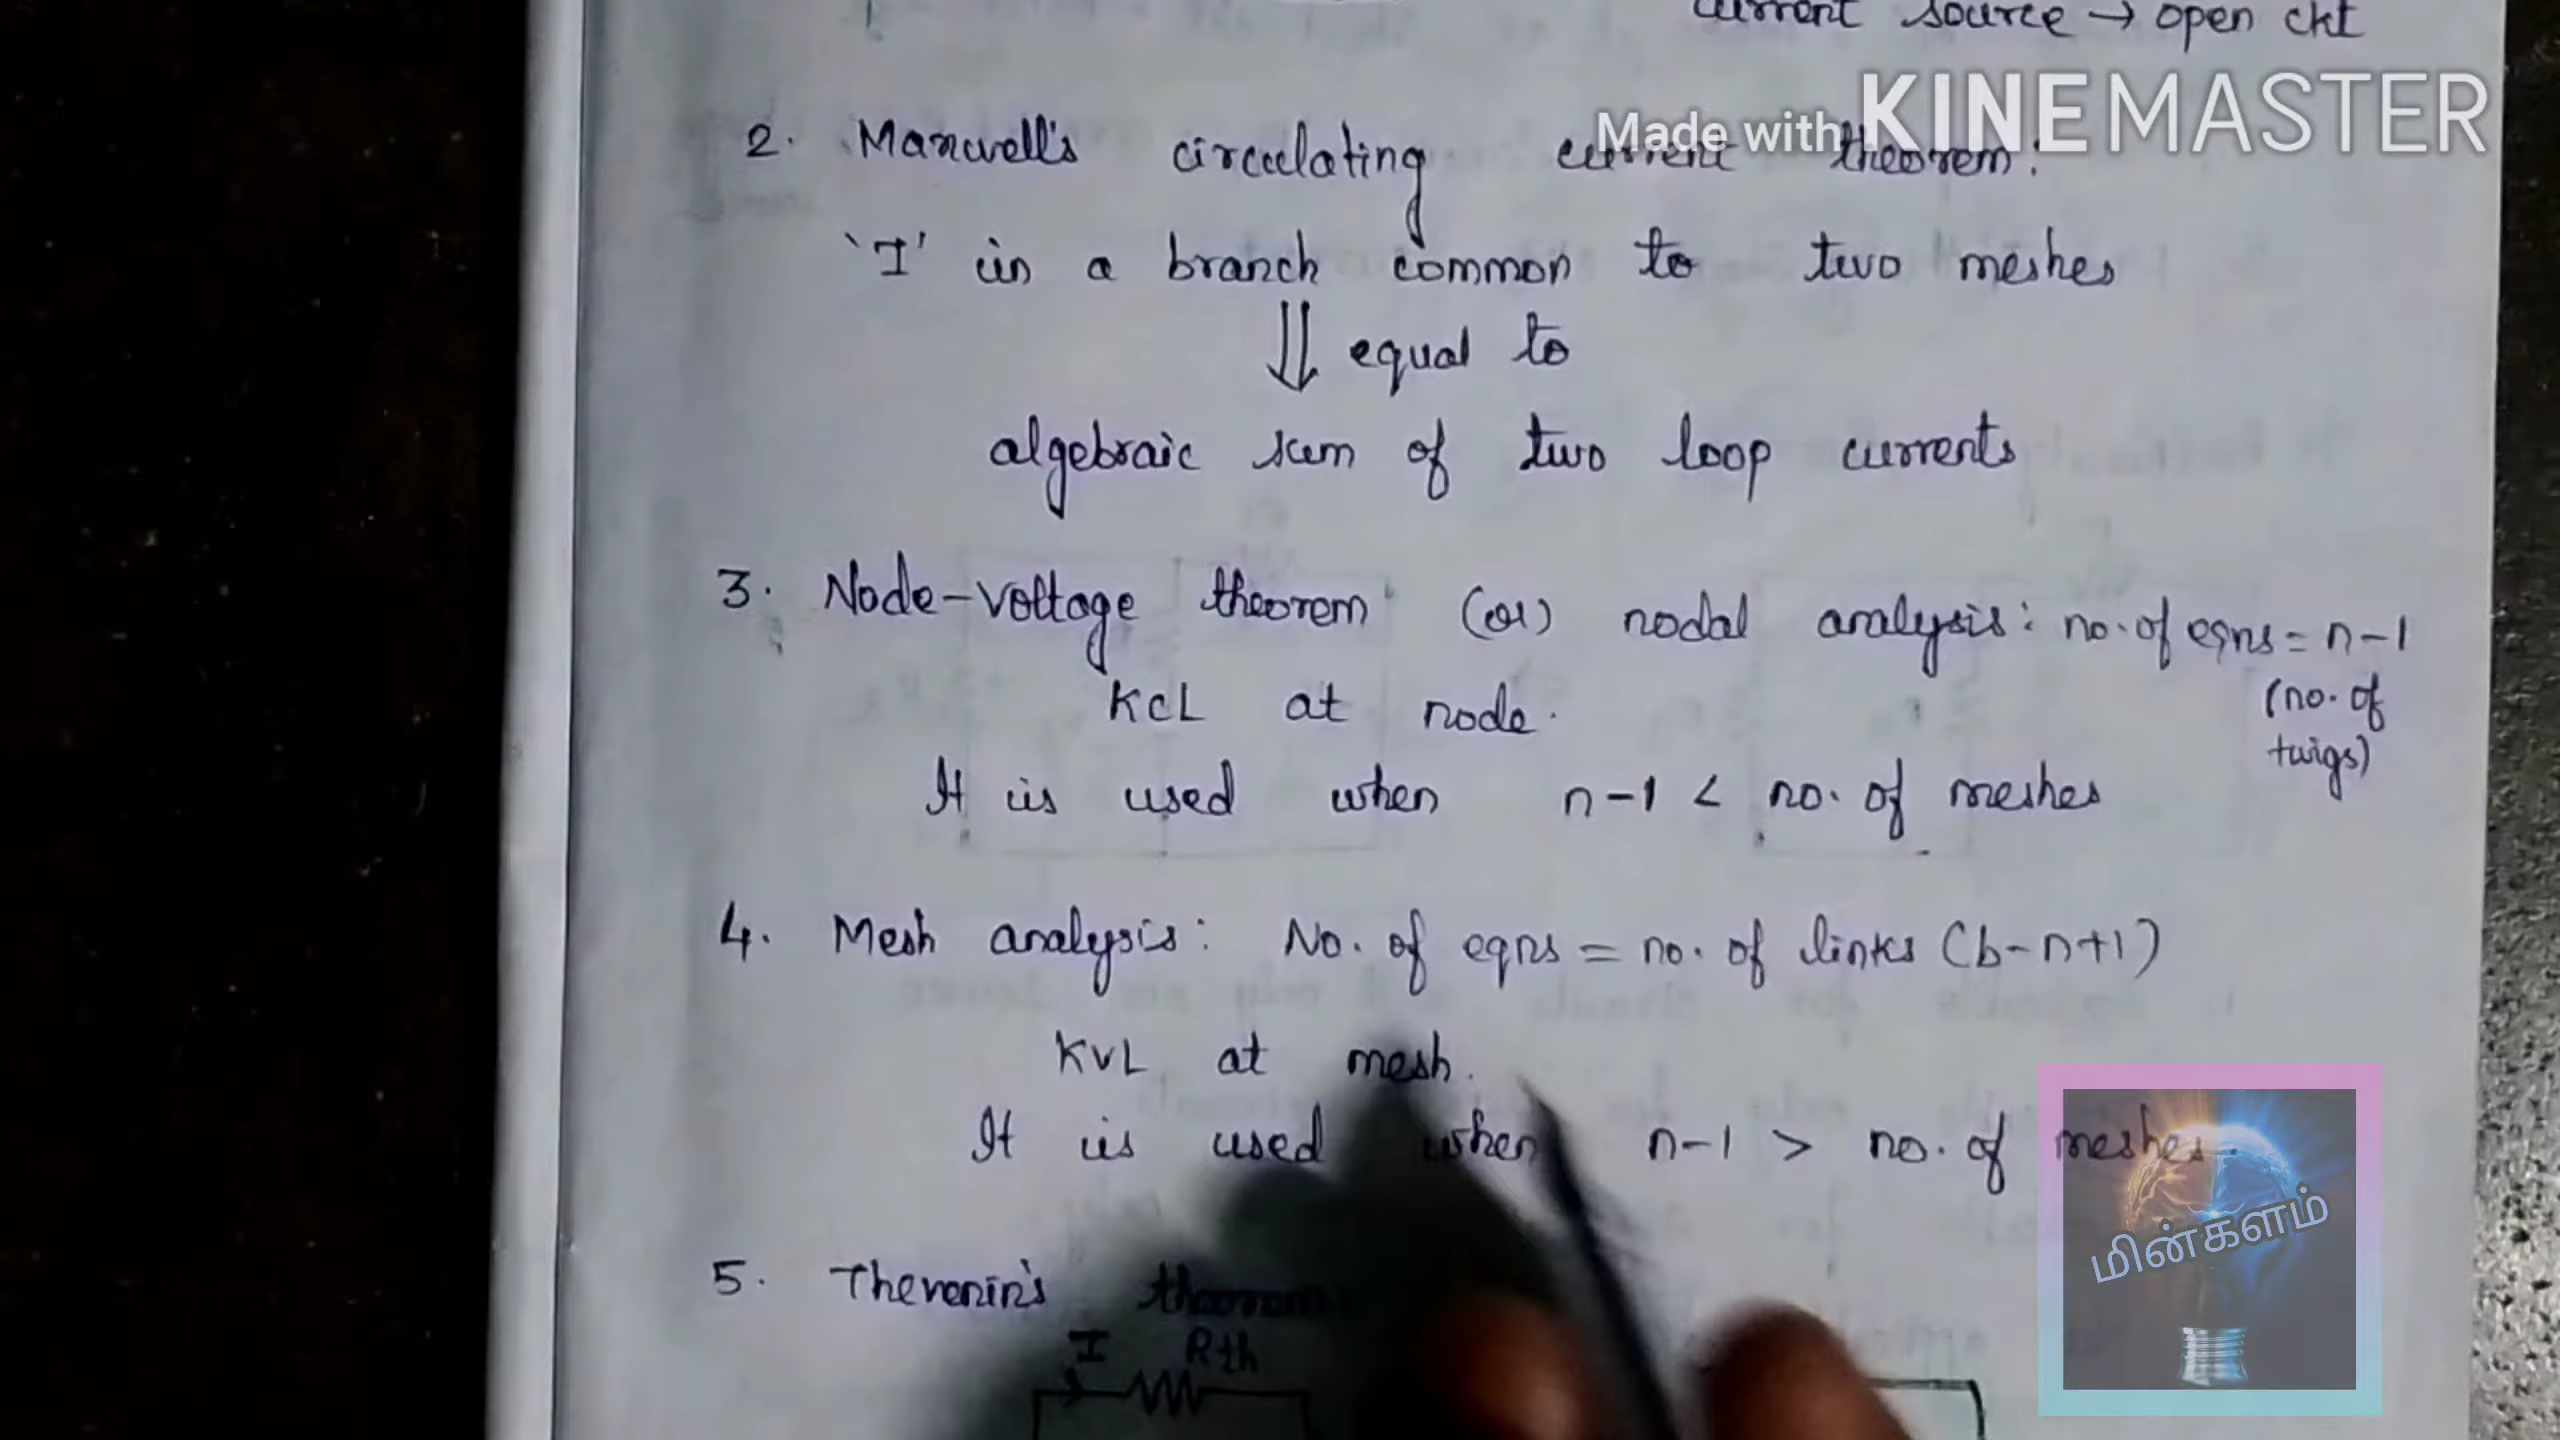 current source → open ckt
Made with KINEMASTER
2. Maxwell's circulating current theorem:
'I' in a branch common to two meshes
⇓ equal to
algebraic sum of two loop currents
3. Node-voltage theorem (or) nodal analysis: no. of eqns = n-1
(no. of
twigs)
KCL at node.
It is used when n-1 < no. of meshes
4. Mesh analysis: No. of eqns = no. of links (b-n+1)
KVL at mesh.
It is used when n-1 > no. of meshes.
மின்களம்
5. Thevenin's theorem
I Rth